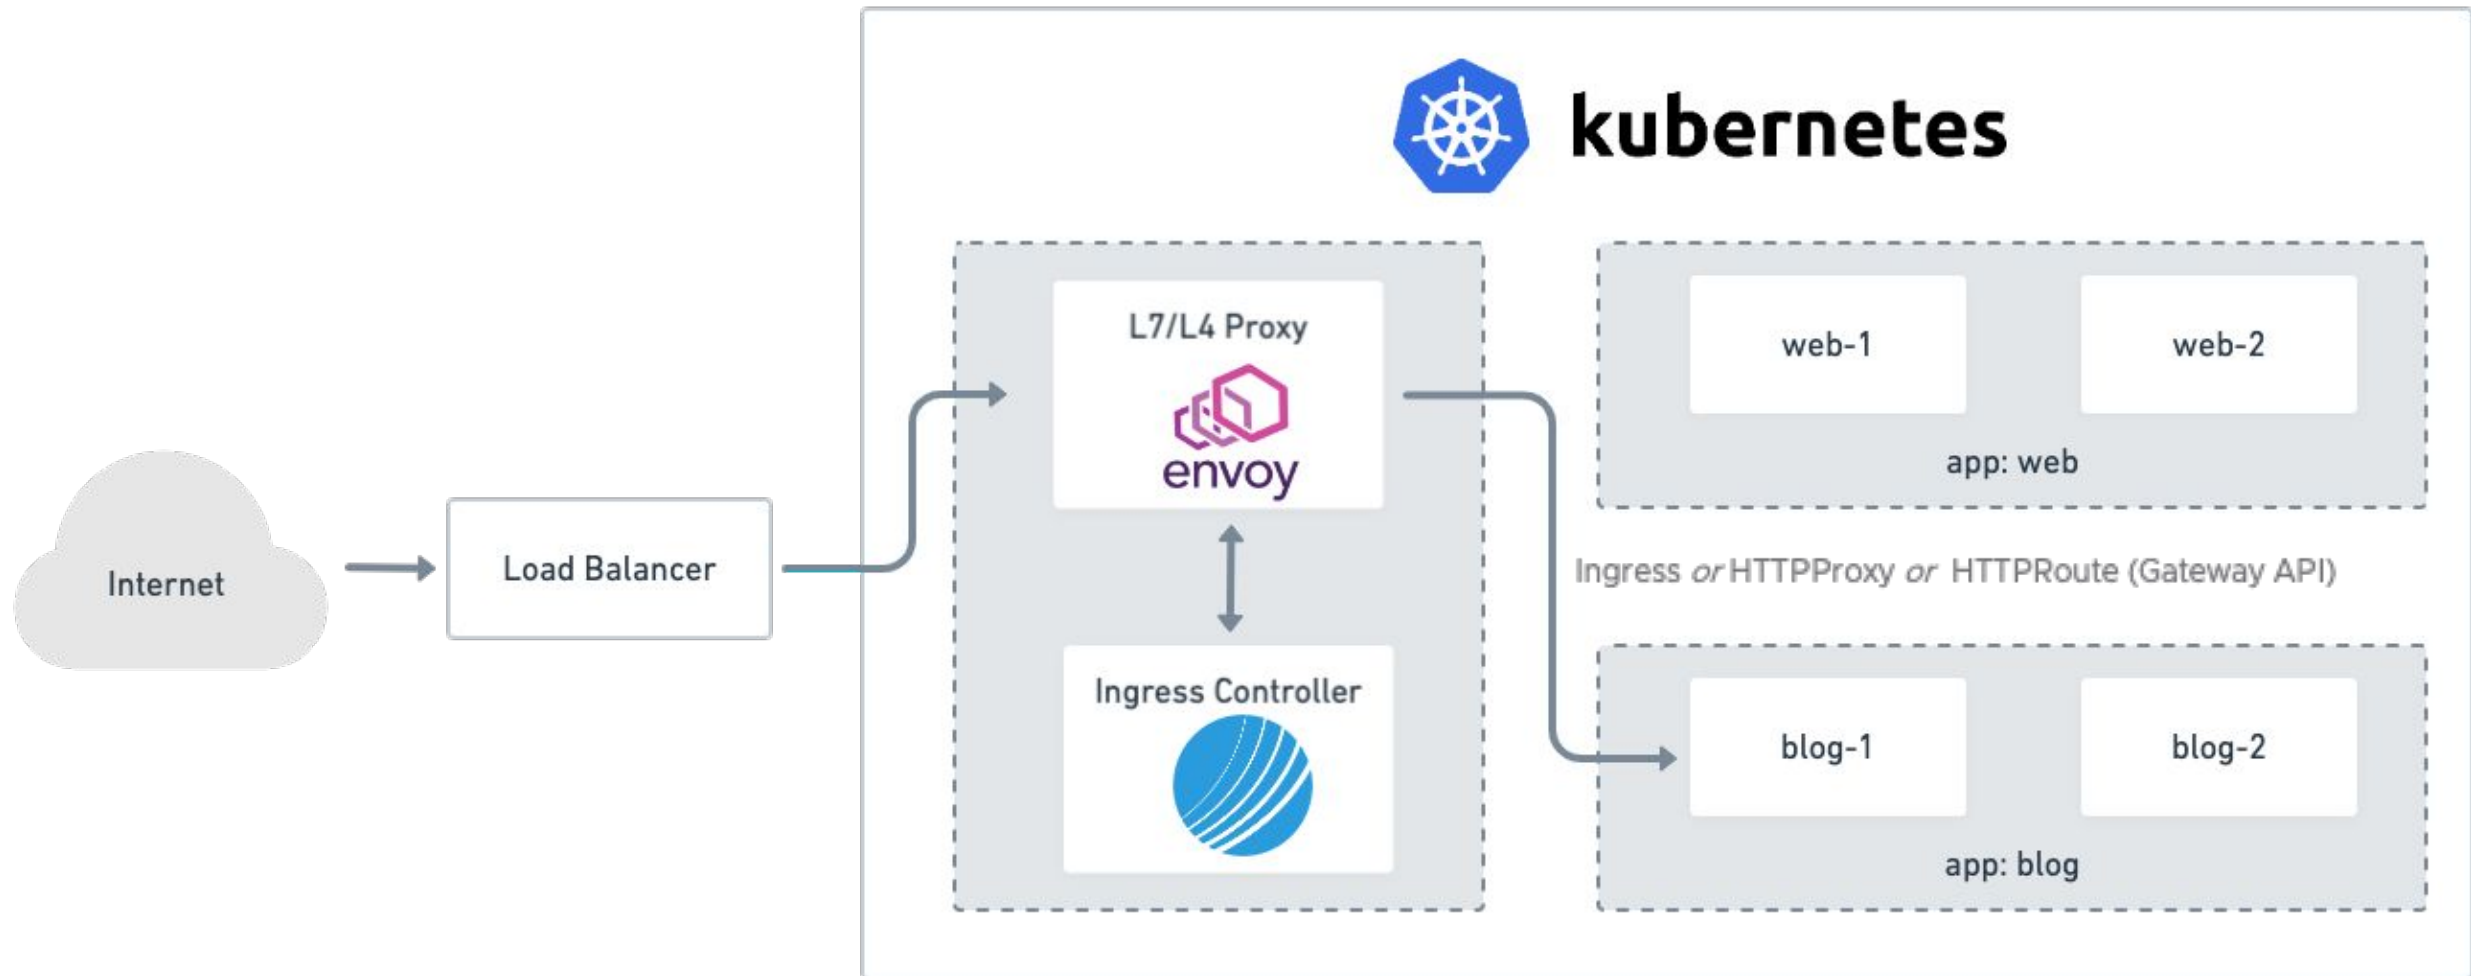 kubernetes
L7/L4 Proxy
envoy
web-1
web-2
app: web
Internet
Load Balancer
Ingress or HTTPProxy or HTTPRoute (Gateway API)
Ingress Controller
blog-1
blog-2
app: blog